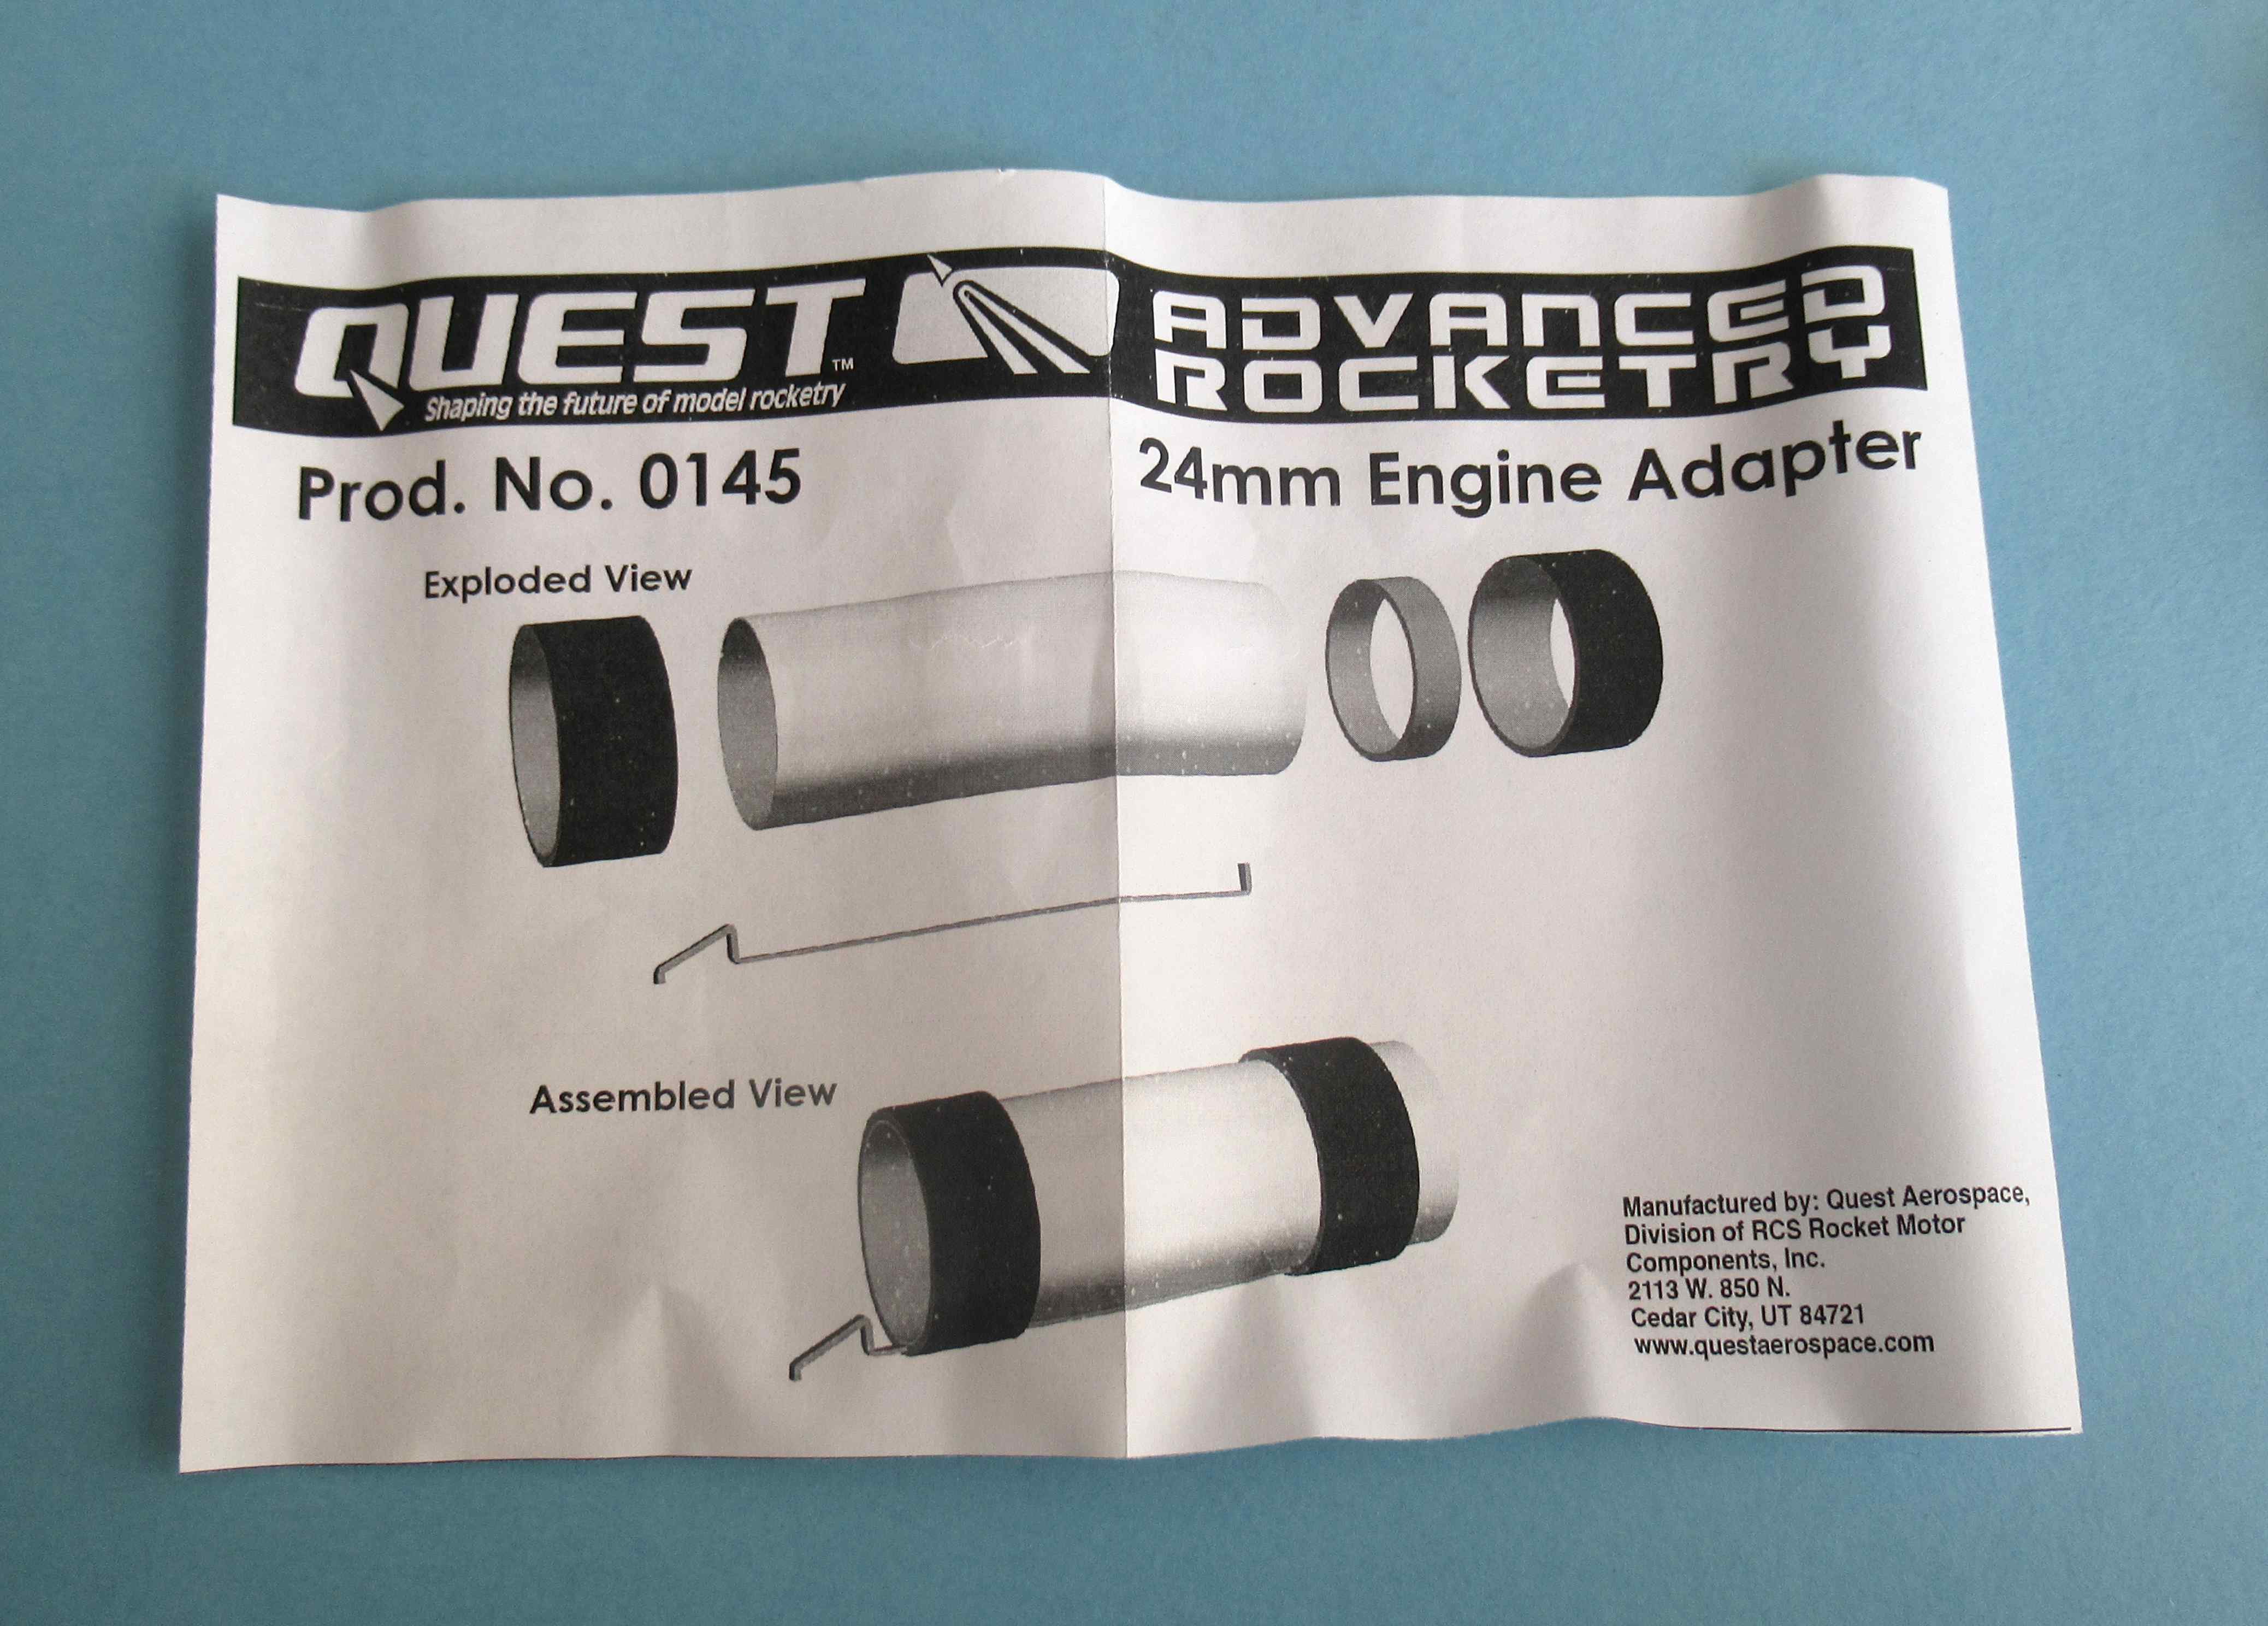 QUEST™
Shaping the future of model rocketry
ADVANCED
ROCKETRY
Prod. No. 0145
24mm Engine Adapter
Exploded View
Assembled View
Manufactured by: Quest Aerospace,
Division of RCS Rocket Motor
Components, Inc.
2113 W. 850 N.
Cedar City, UT 84721
www.questaerospace.com